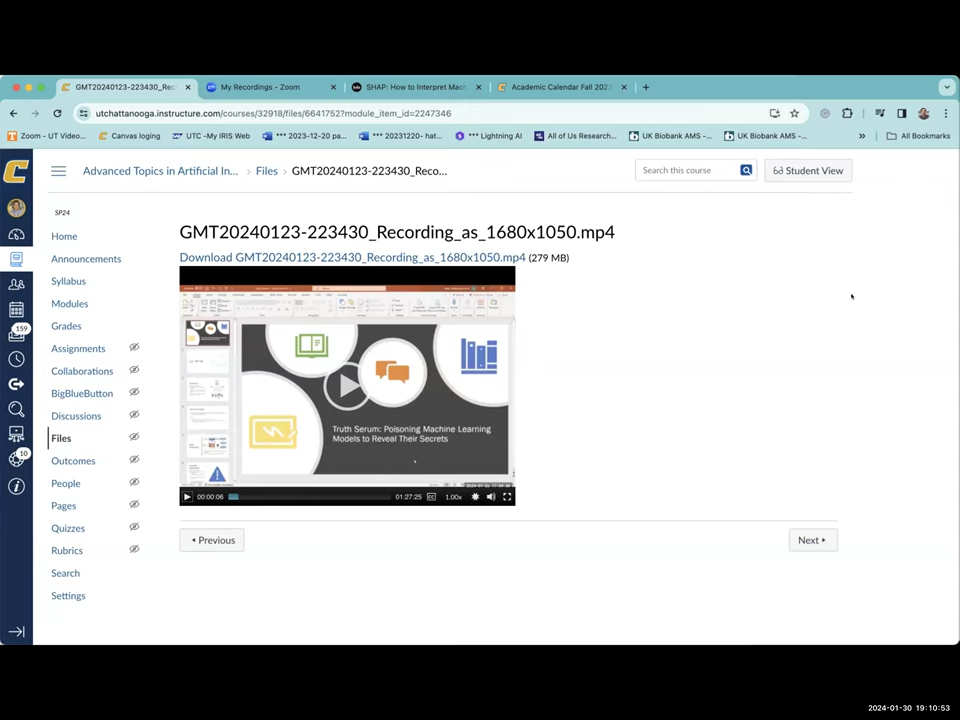 GMT20240123-223430_Rec...
My Recordings - Zoom
SHAP: How to Interpret Mach
Academic Calendar Fall 202
utchattanooga.instructure.com/courses/32918/files/6641752?module_item_id=2247346
Zoom - UT Video...
Canvas loging
UTC -My IRIS Web
*** 2023-12-20 pa...
*** 20231220- hat...
*** Lightning AI
All of Us Research...
UK Biobank AMS -...
UK Biobank AMS -...
All Bookmarks
Advanced Topics in Artificial In... › Files › GMT20240123-223430_Reco...
Search this course
Student View
SP24
Home
Announcements
Syllabus
Modules
Grades
Assignments
Collaborations
BigBlueButton
Discussions
Files
Outcomes
People
Pages
Quizzes
Rubrics
Search
Settings
159
10
GMT20240123-223430_Recording_as_1680x1050.mp4
Download GMT20240123-223430_Recording_as_1680x1050.mp4 (279 MB)
Truth Serum: Poisoning Machine Learning
Models to Reveal Their Secrets
00:00:06
01:27:25
1.00x
Previous
Next
2024-01-30 19:10:53